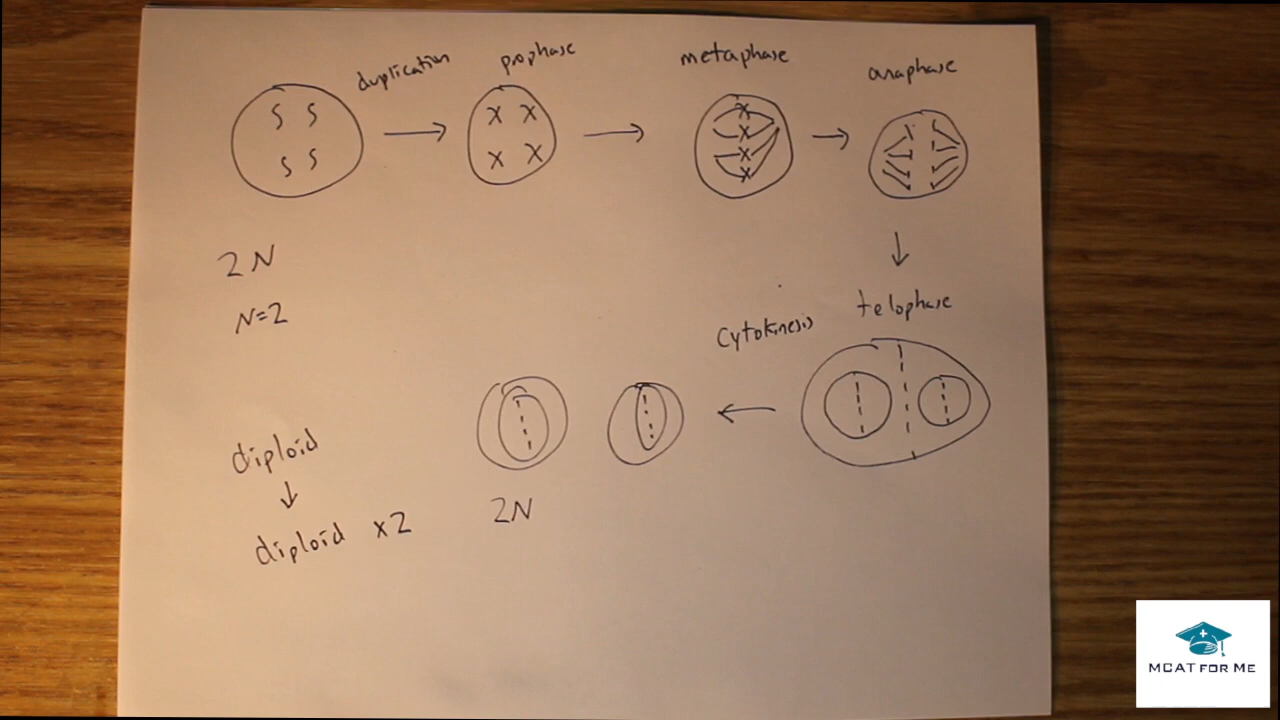 duplication
prophase
metaphase
anaphase
2N
N=2
telophase
Cytokinesis
diploid
diploid x2
2N
MCAT FOR ME